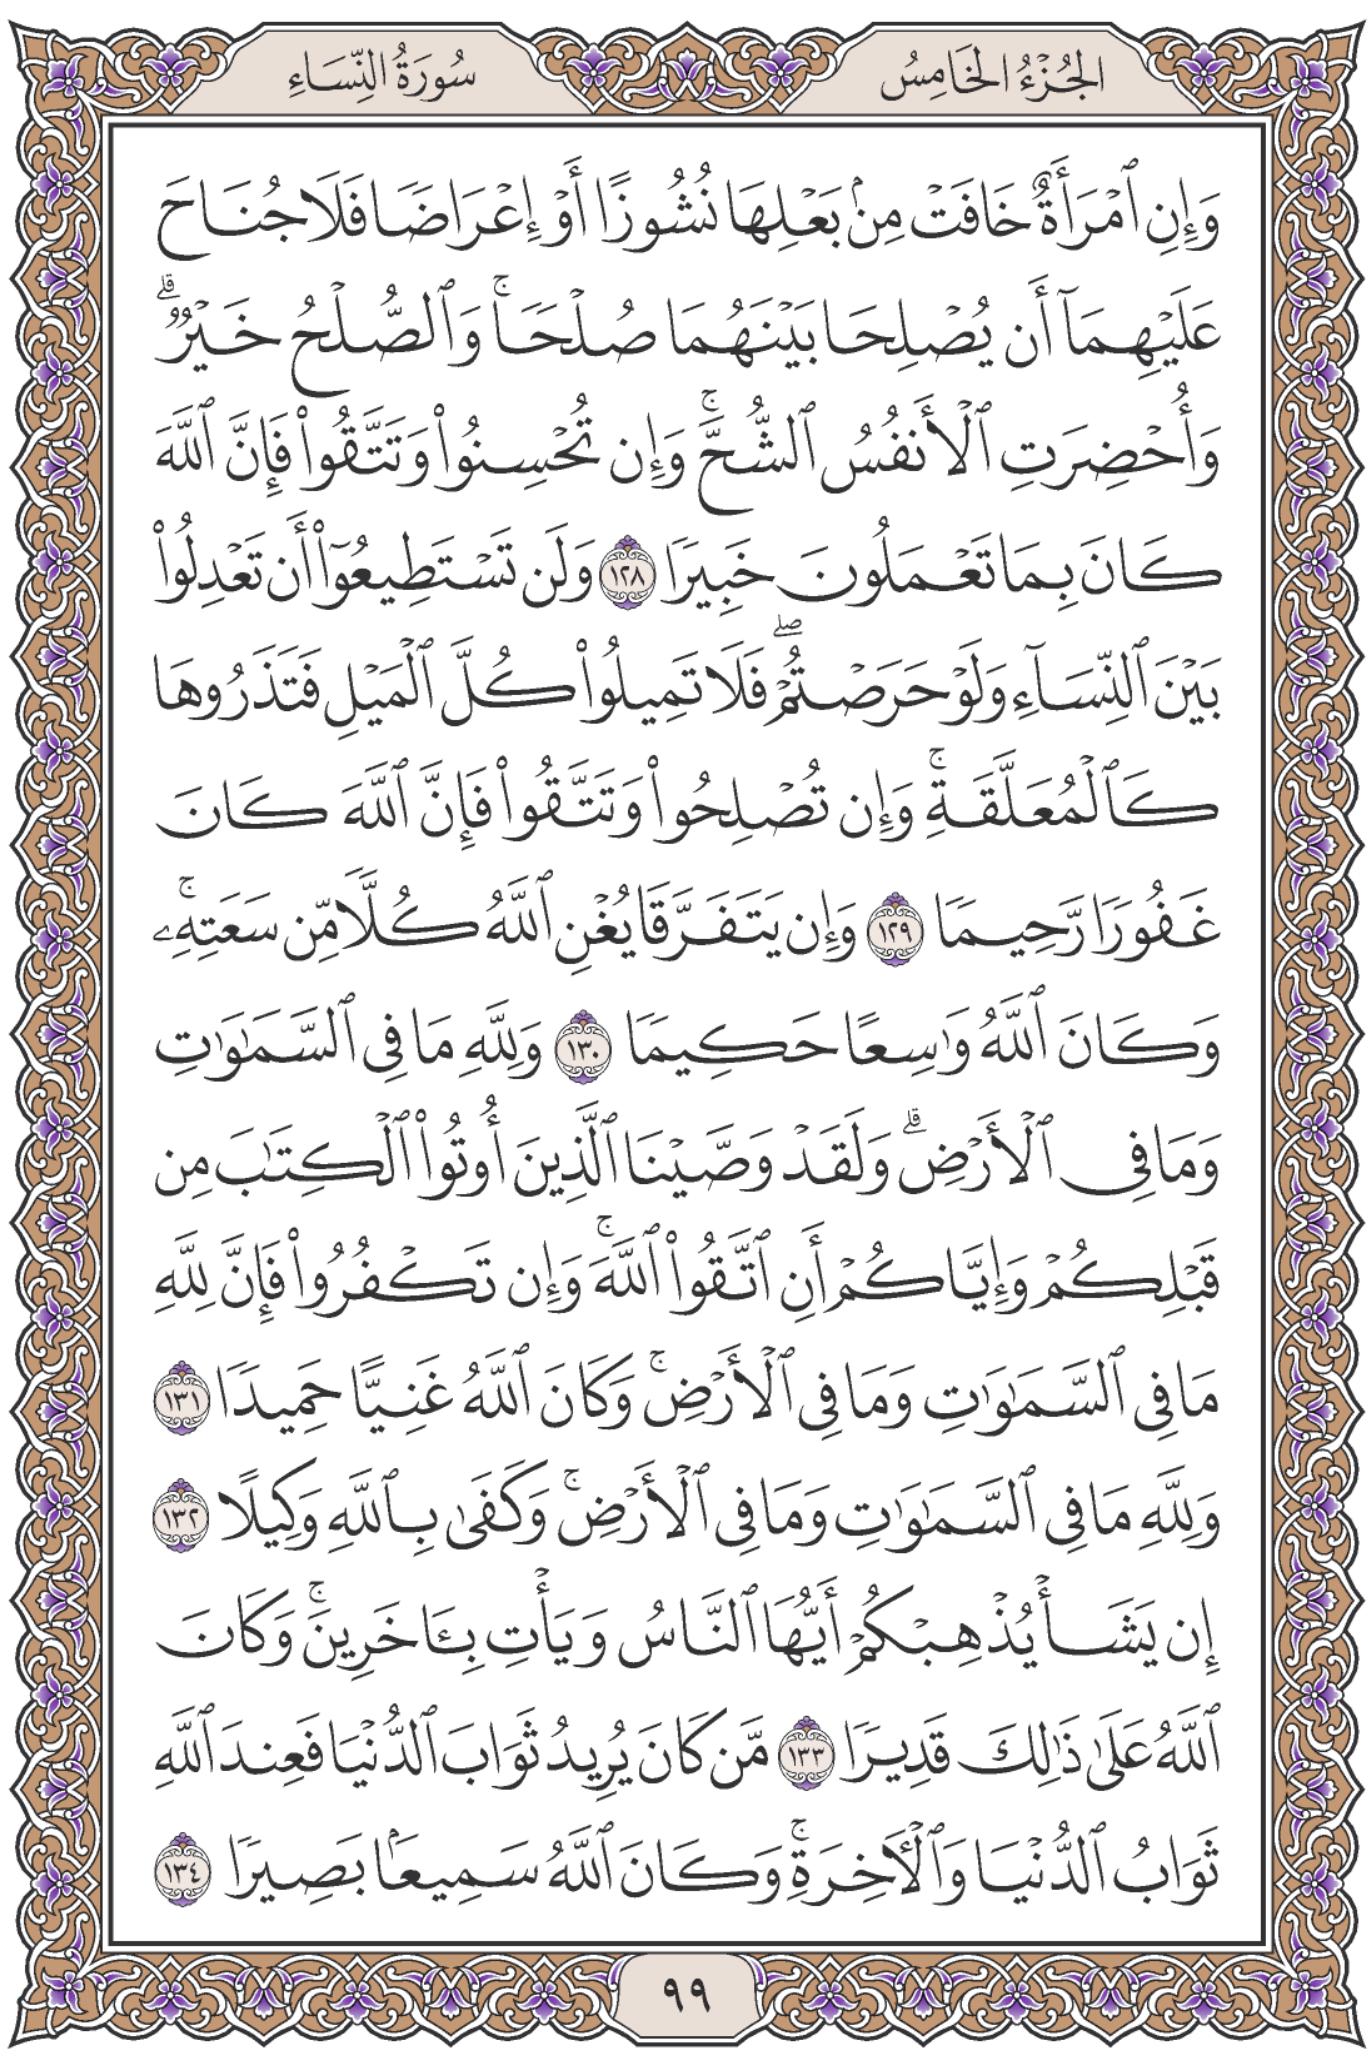 الجُزْءُ الخَامِسُ
سُورَةُ النِّسَاءِ
وَإِنِ ٱمۡرَأَةٌ خَافَتۡ مِنۢ بَعۡلِهَا نُشُوزًا أَوۡ إِعۡرَاضٗا فَلَا جُنَاحَ
عَلَيۡهِمَآ أَن يُصۡلِحَا بَيۡنَهُمَا صُلۡحٗاۚ وَٱلصُّلۡحُ خَيۡرٞۗ
وَأُحۡضِرَتِ ٱلۡأَنفُسُ ٱلشُّحَّۚ وَإِن تُحۡسِنُواْ وَتَتَّقُواْ فَإِنَّ ٱللَّهَ
كَانَ بِمَا تَعۡمَلُونَ خَبِيرٗا ١٢٨ وَلَن تَسۡتَطِيعُوٓاْ أَن تَعۡدِلُواْ
بَيۡنَ ٱلنِّسَآءِ وَلَوۡ حَرَصۡتُمۡۖ فَلَا تَمِيلُواْ كُلَّ ٱلۡمَيۡلِ فَتَذَرُوهَا
كَٱلۡمُعَلَّقَةِۚ وَإِن تُصۡلِحُواْ وَتَتَّقُواْ فَإِنَّ ٱللَّهَ كَانَ
غَفُورٗا رَّحِيمٗا ١٢٩ وَإِن يَتَفَرَّقَا يُغۡنِ ٱللَّهُ كُلّٗا مِّن سَعَتِهِۦۚ
وَكَانَ ٱللَّهُ وَٰسِعًا حَكِيمٗا ١٣٠ وَلِلَّهِ مَا فِي ٱلسَّمَٰوَٰتِ
وَمَا فِي ٱلۡأَرۡضِۗ وَلَقَدۡ وَصَّيۡنَا ٱلَّذِينَ أُوتُواْ ٱلۡكِتَٰبَ مِن
قَبۡلِكُمۡ وَإِيَّاكُمۡ أَنِ ٱتَّقُواْ ٱللَّهَۚ وَإِن تَكۡفُرُواْ فَإِنَّ لِلَّهِ
مَا فِي ٱلسَّمَٰوَٰتِ وَمَا فِي ٱلۡأَرۡضِۚ وَكَانَ ٱللَّهُ غَنِيًّا حَمِيدٗا ١٣١
وَلِلَّهِ مَا فِي ٱلسَّمَٰوَٰتِ وَمَا فِي ٱلۡأَرۡضِۚ وَكَفَىٰ بِٱللَّهِ وَكِيلًا ١٣٢
إِن يَشَأۡ يُذۡهِبۡكُمۡ أَيُّهَا ٱلنَّاسُ وَيَأۡتِ بِـَٔاخَرِينَۚ وَكَانَ
ٱللَّهُ عَلَىٰ ذَٰلِكَ قَدِيرٗا ١٣٣ مَّن كَانَ يُرِيدُ ثَوَابَ ٱلدُّنۡيَا فَعِندَ ٱللَّهِ
ثَوَابُ ٱلدُّنۡيَا وَٱلۡأٓخِرَةِۚ وَكَانَ ٱللَّهُ سَمِيعَۢا بَصِيرٗا ١٣٤
٩٩